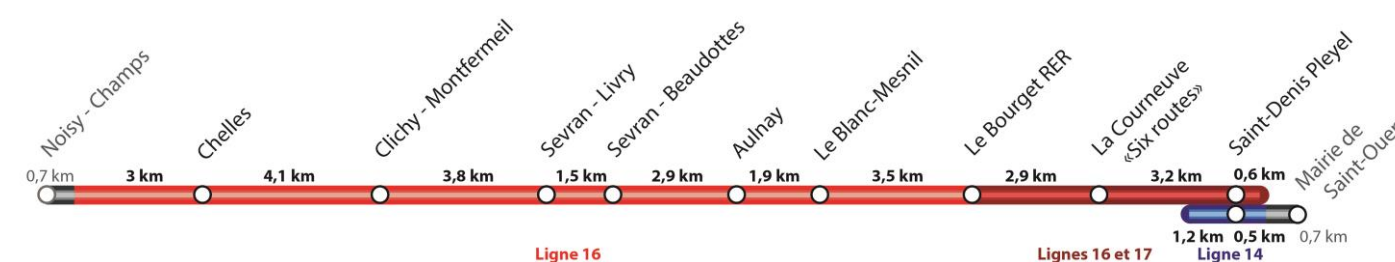 Noisy - Champs
Chelles
Clichy - Montfermeil
Sevran - Livry
Sevran - Beaudottes
Aulnay
Le Blanc-Mesnil
Le Bourget RER
La Courneuve
«Six routes»
Saint-Denis Pleyel
Mairie de
Saint-Ouen
0,7 km 3 km 4,1 km 3,8 km 1,5 km 2,9 km 1,9 km 3,5 km 2,9 km 3,2 km 0,6 km
1,2 km 0,5 km 0,7 km
Ligne 16 Lignes 16 et 17 Ligne 14